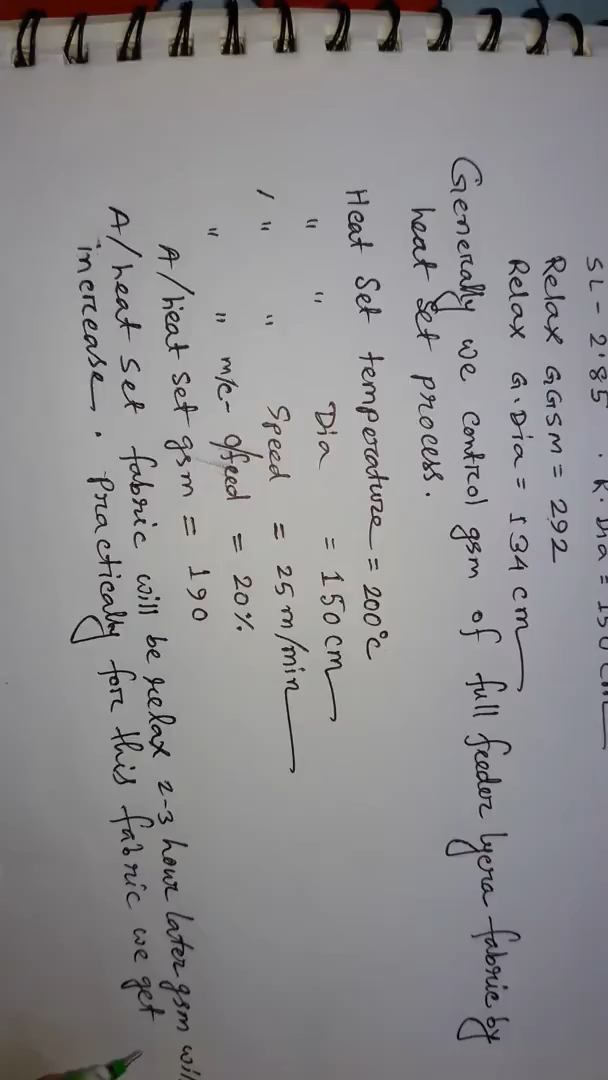 SL - 2'85 . R. Dia = 150 cm
Relax GGSM = 292
Relax G. Dia = 134 cm
Generally we control gsm of full feeder lycra fabric by
heat set process.
Heat Set temperature = 200°c
" " Dia = 150 cm
" " Speed = 25 m/min
" " m/c - o/feed = 20%
A/heat set gsm = 190
A/heat set fabric will be relax 2-3 hour later gsm will
increase. Practically for this fabric we get